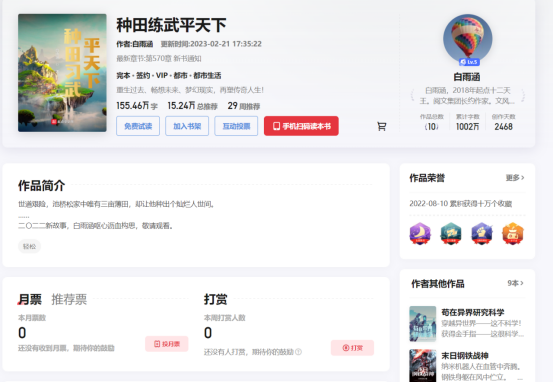 种田练武
平天下
种田练武平天下
作者:白雨涵 更新时间:2023-02-21 17:35:22
最新章节:第570章 新书通知
完本·签约·VIP·都市·都市生活
重生过去、畅想未来、梦幻现实,再塑传奇人生!
155.46万 字 15.24万 总推荐 29 周推荐
免费试读 加入书架 互动投票 手机扫码读本书
Lv.5
白雨涵
白雨涵,2018年起点十二天
王。阅文集团长约作家。文风...
作品总数 累计字数 创作天数
10 1002万 2468
作品简介
世道艰险,池桥松家中唯有三亩薄田,却让他种出个灿烂人世间。
……
二〇二二新故事,白雨涵呕心沥血构思,敬请观看。
轻松
作品荣誉 更多
2022-08-10 累积获得十万个收藏
月票 推荐票
本月票数
0
还没有收到月票,期待你的鼓励
投月票
打赏
本周打赏人数
0
还没有人打赏,期待你的鼓励
打赏
作者其他作品 9本
苟在异界研究科学
穿越异世界——这不科学!
获得金手指——这很科学...
末日钢铁战神
纳米机器人在血管中奔腾。
钢铁身躯在风中伫立。